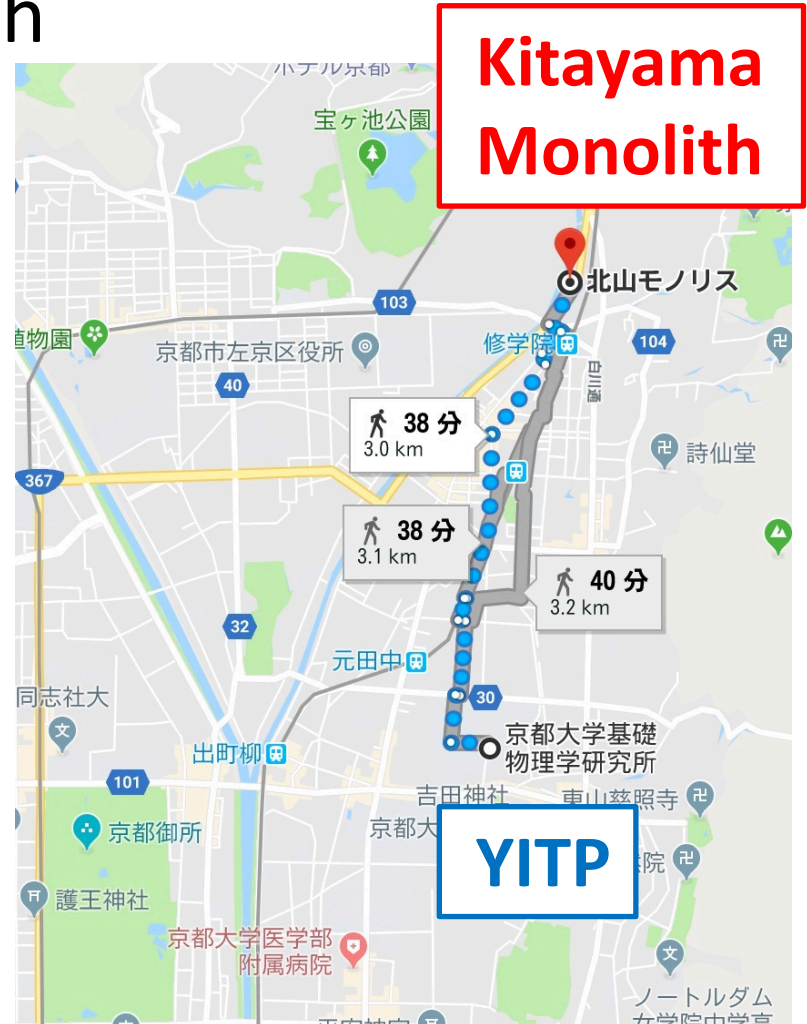 h
Kitayama
Monolith
ホテル京都
宝ヶ池公園
北山モノリス
103
植物園
京都市左京区役所
修学院
104
白川通
40
38 分
3.0 km
詩仙堂
367
38 分
3.1 km
40 分
3.2 km
32
元田中
同志社大
30
京都大学基礎
物理学研究所
出町柳
101
吉田神社
東山慈照寺
京都御所
京都大
YITP
院
護王神社
京都大学医学部
附属病院
ノートルダム
女学院中学高
平安神宮